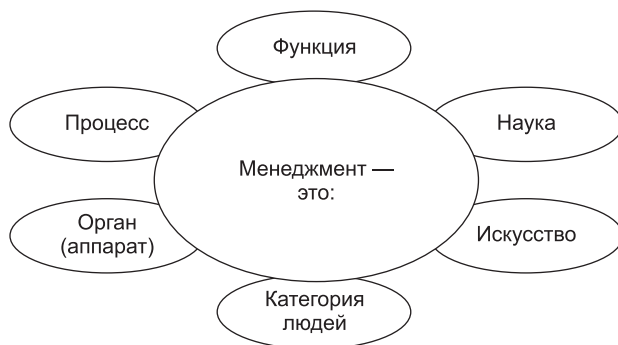 Функция
Процесс
Наука
Менеджмент —
это:
Орган
(аппарат)
Искусство
Категория
людей